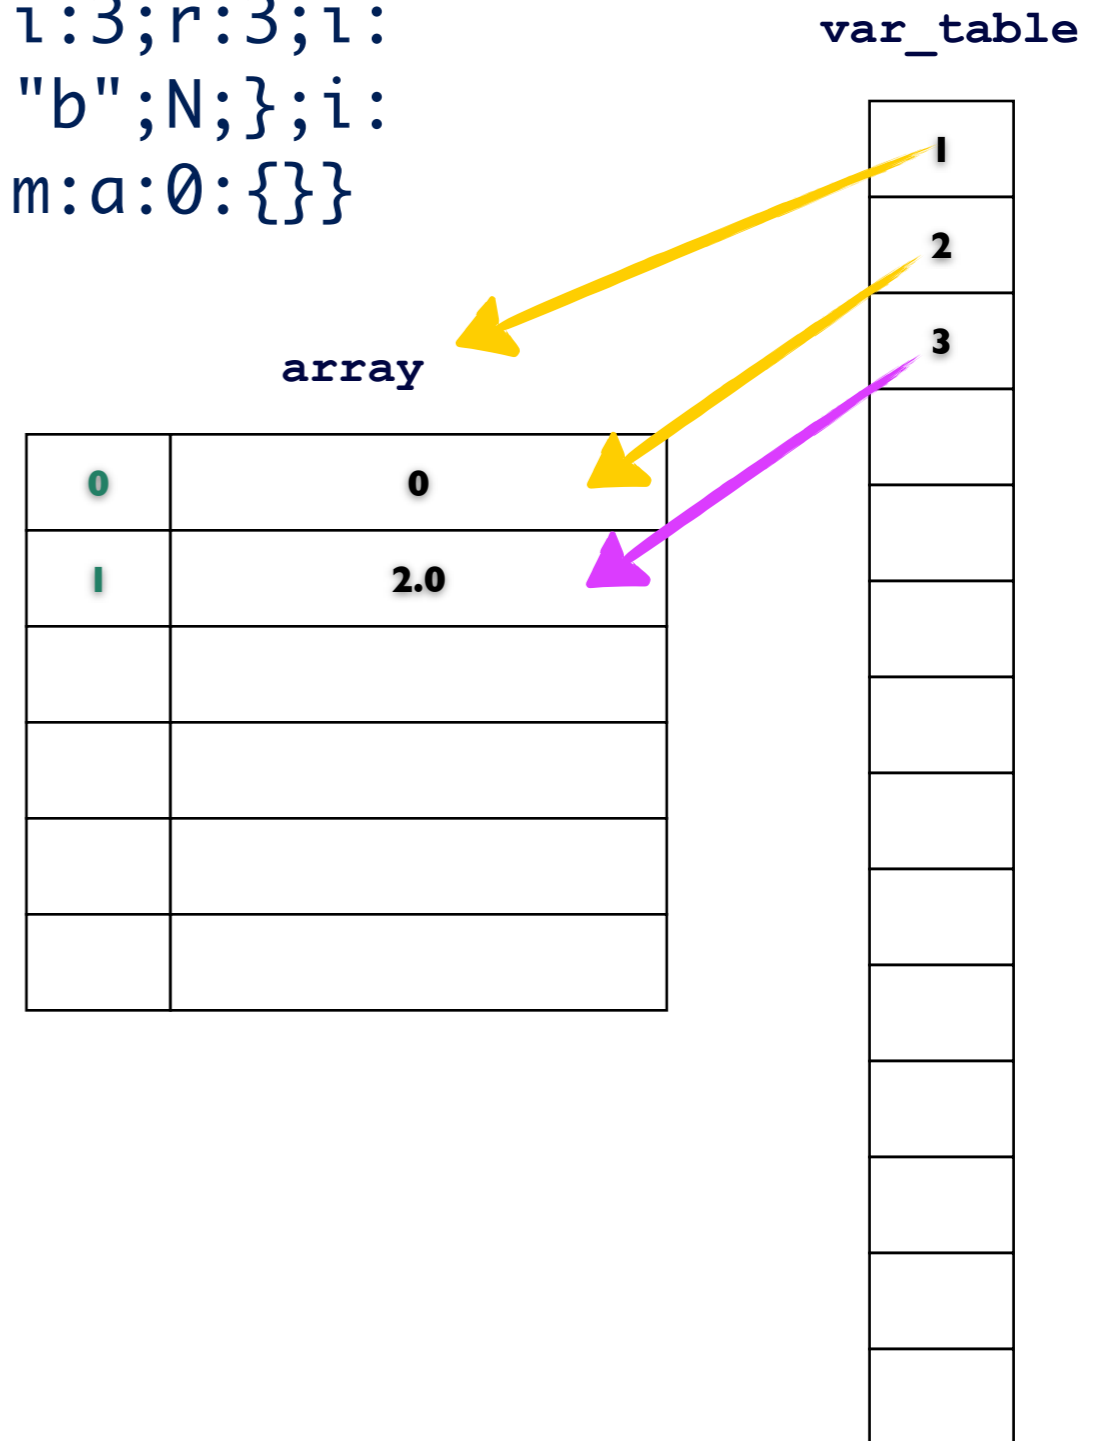 i:3;r:3;i:
"b";N;};i:
m:a:0:{}}
var_table
1
2
3
array
0 0
1 2.0